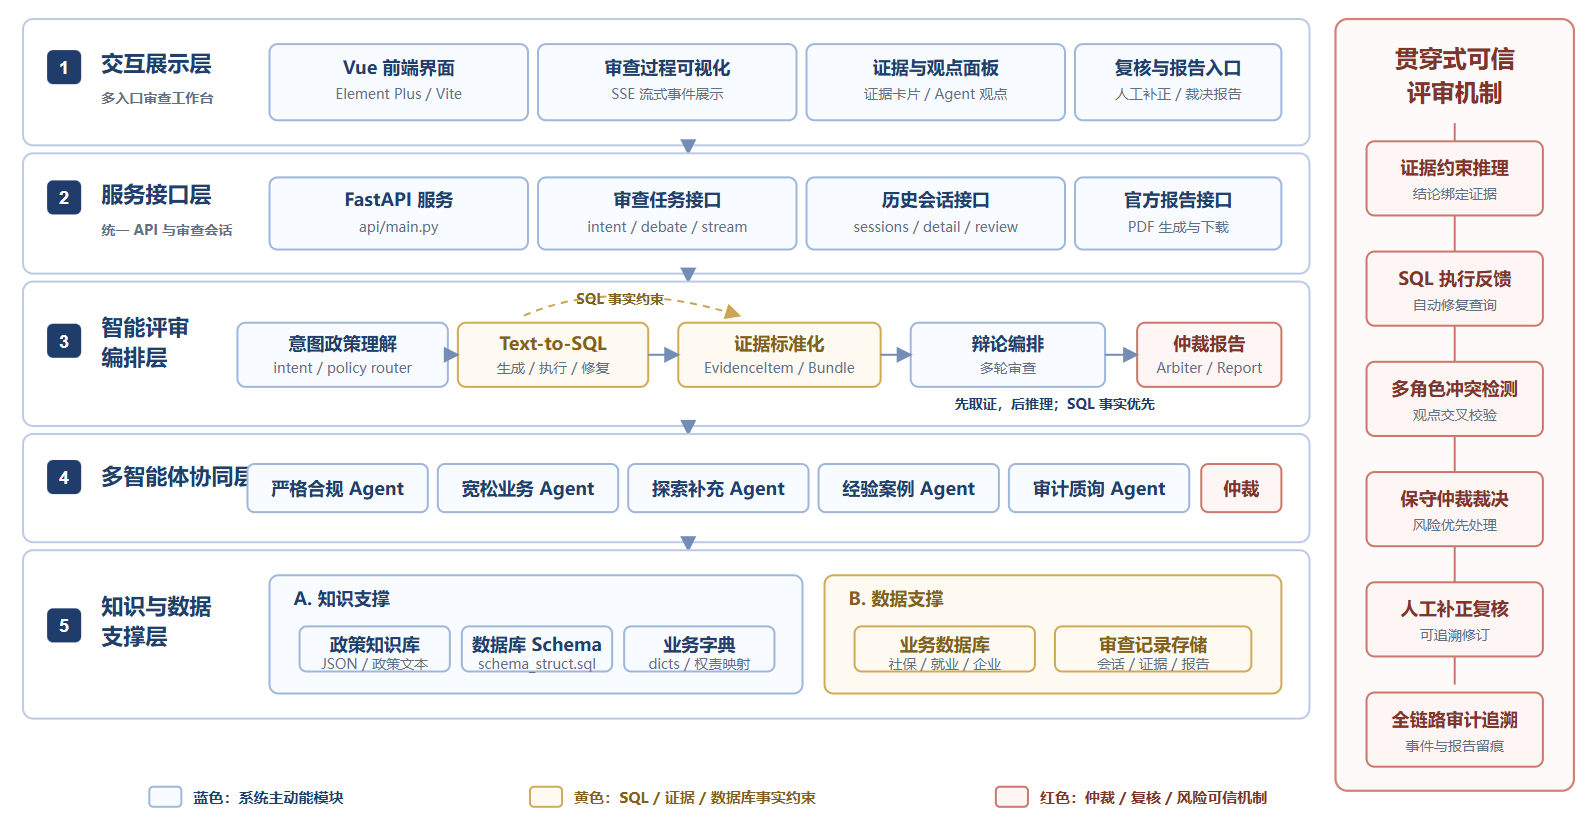 1
交互展示层
多入口审查工作台
Vue 前端界面
Element Plus / Vite
审查过程可视化
SSE 流式事件展示
证据与观点面板
证据卡片 / Agent 观点
复核与报告入口
人工补正 / 裁决报告
2
服务接口层
统一 API 与审查会话
FastAPI 服务
api/main.py
审查任务接口
intent / debate / stream
历史会话接口
sessions / detail / review
官方报告接口
PDF 生成与下载
3
智能评审
编排层
SQL 事实约束
意图政策理解
intent / policy router
Text-to-SQL
生成 / 执行 / 修复
证据标准化
EvidenceItem / Bundle
辩论编排
多轮审查
仲裁报告
Arbiter / Report
先取证，后推理；SQL 事实优先
4
多智能体协同层
严格合规 Agent
宽松业务 Agent
探索补充 Agent
经验案例 Agent
审计质询 Agent
仲裁
5
知识与数据
支撑层
A. 知识支撑
政策知识库
JSON / 政策文本
数据库 Schema
schema_struct.sql
业务字典
dicts / 权责映射
B. 数据支撑
业务数据库
社保 / 就业 / 企业
审查记录存储
会话 / 证据 / 报告
贯穿式可信
评审机制
证据约束推理
结论绑定证据
SQL 执行反馈
自动修复查询
多角色冲突检测
观点交叉校验
保守仲裁裁决
风险优先处理
人工补正复核
可追溯修订
全链路审计追溯
事件与报告留痕
蓝色：系统主动能模块
黄色：SQL / 证据 / 数据库事实约束
红色：仲裁 / 复核 / 风险可信机制